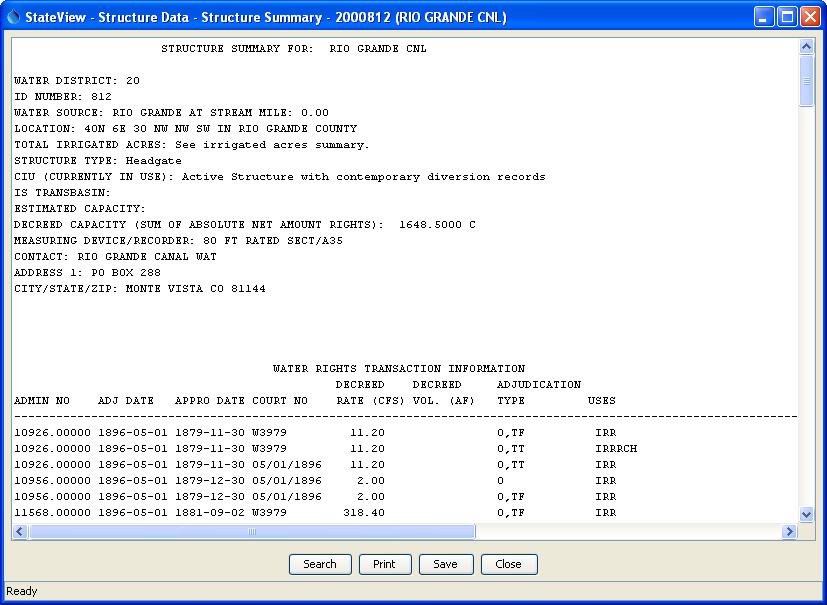 StateView - Structure Data - Structure Summary - 2000812 (RIO GRANDE CNL)
STRUCTURE SUMMARY FOR:  RIO GRANDE CNL
WATER DISTRICT: 20
ID NUMBER: 812
WATER SOURCE: RIO GRANDE AT STREAM MILE: 0.00
LOCATION: 40N 6E 30 NW NW SW IN RIO GRANDE COUNTY
TOTAL IRRIGATED ACRES: See irrigated acres summary.
STRUCTURE TYPE: Headgate
CIU (CURRENTLY IN USE): Active Structure with contemporary diversion records
IS TRANSBASIN:
ESTIMATED CAPACITY:
DECREED CAPACITY (SUM OF ABSOLUTE NET AMOUNT RIGHTS):  1648.5000 C
MEASURING DEVICE/RECORDER: 80 FT RATED SECT/A35
CONTACT: RIO GRANDE CANAL WAT
ADDRESS 1: PO BOX 288
CITY/STATE/ZIP: MONTE VISTA CO 81144
WATER RIGHTS TRANSACTION INFORMATION
DECREED    DECREED     ADJUDICATION
ADMIN NO    ADJ DATE   APPRO DATE COURT NO    RATE (CFS) VOL. (AF)   TYPE         USES
10926.00000 1896-05-01 1879-11-30 W3979         11.20                O,TF          IRR
10926.00000 1896-05-01 1879-11-30 W3979         11.20                O,TT          IRRRCH
10926.00000 1896-05-01 1879-11-30 05/01/1896    11.20                O,TT          IRR
10956.00000 1896-05-01 1879-12-30 05/01/1896     2.00                O             IRR
10956.00000 1896-05-01 1879-12-30 05/01/1896     2.00                O,TF          IRR
11568.00000 1896-05-01 1881-09-02 W3979        318.40                O,TF          IRR
Search Print Save Close
Ready